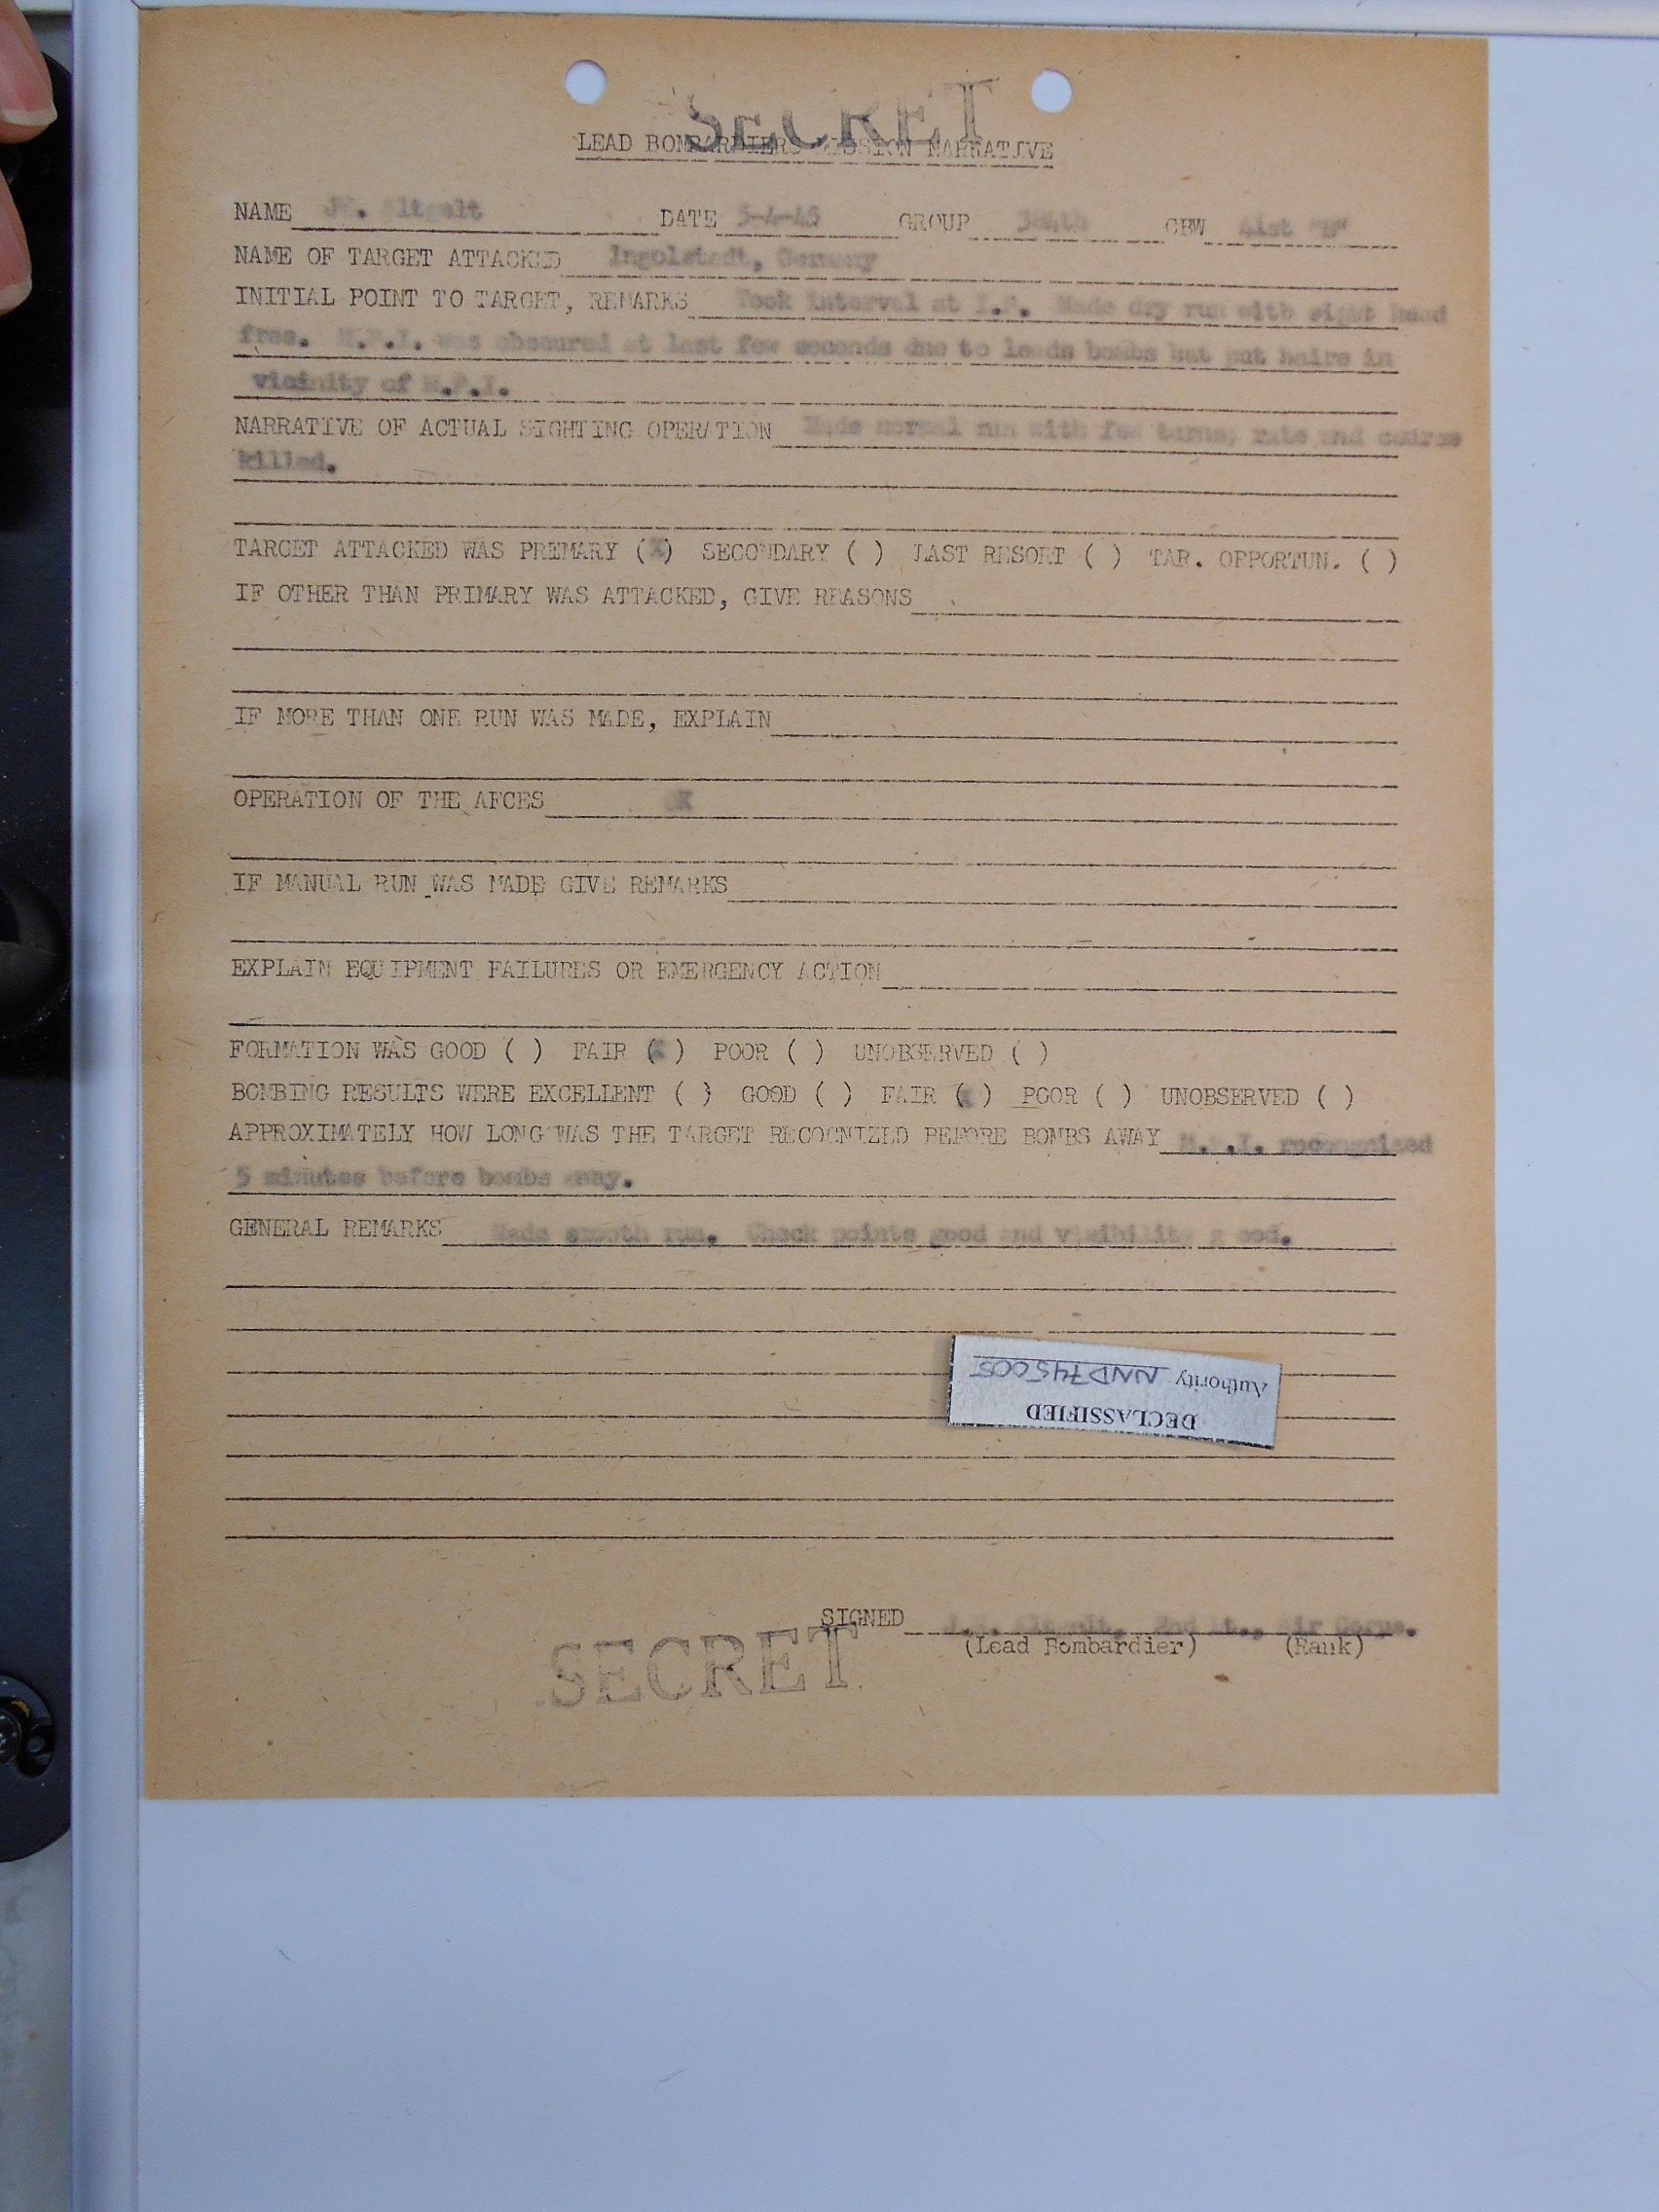 SECRET
LEAD BOMBARDIERS MISSION NARRATIVE
NAME Altgelt DATE 5-4-45 GROUP 384th CBW 41st "B"
NAME OF TARGET ATTACKED Ingolstadt, Germany
INITIAL POINT TO TARGET, REMARKS Took interval at I.P. Made dry run with sight head
free. M.P.I. was obscured at last few seconds due to leads bombs but put hairs in
vicinity of M.P.I.
NARRATIVE OF ACTUAL SIGHTING OPERATION Made normal run with few turns, rate and course
killed.
TARGET ATTACKED WAS PREMARY (X) SECONDARY ( ) LAST RESORT ( ) TAR. OPPORTUN. ( )
IF OTHER THAN PRIMARY WAS ATTACKED, GIVE REASONS
IF MORE THAN ONE RUN WAS MADE, EXPLAIN
OPERATION OF THE AFCES OK
IF MANUAL RUN WAS MADE GIVE REMARKS
EXPLAIN EQUIPMENT FAILURES OR EMERGENCY ACTION
FORMATION WAS GOOD ( ) FAIR (X) POOR ( ) UNOBSERVED ( )
BOMBING RESULTS WERE EXCELLENT ( ) GOOD ( ) FAIR (X) POOR ( ) UNOBSERVED ( )
APPROXIMATELY HOW LONG WAS THE TARGET RECOGNIZED BEFORE BOMBS AWAY M.P.I. recognized
5 minutes before bombs away.
GENERAL REMARKS Made smooth run. Check points good and visibility good.
DECLASSIFIED
Authority NND745005
SIGNED Altgelt, 2nd Lt., Air Corps.
(Lead Bombardier) (Rank)
SECRET